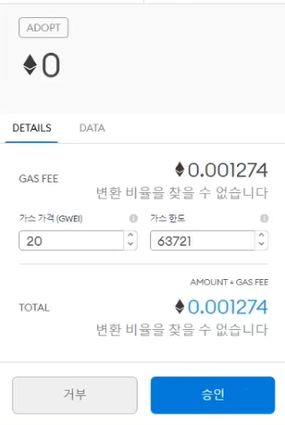 ADOPT
0
DETAILS DATA
GAS FEE 0.001274
변환 비율을 찾을 수 없습니다
가스 가격 (GWEI) 가스 한도
20 63721
AMOUNT + GAS FEE
TOTAL 0.001274
변환 비율을 찾을 수 없습니다
거부 승인